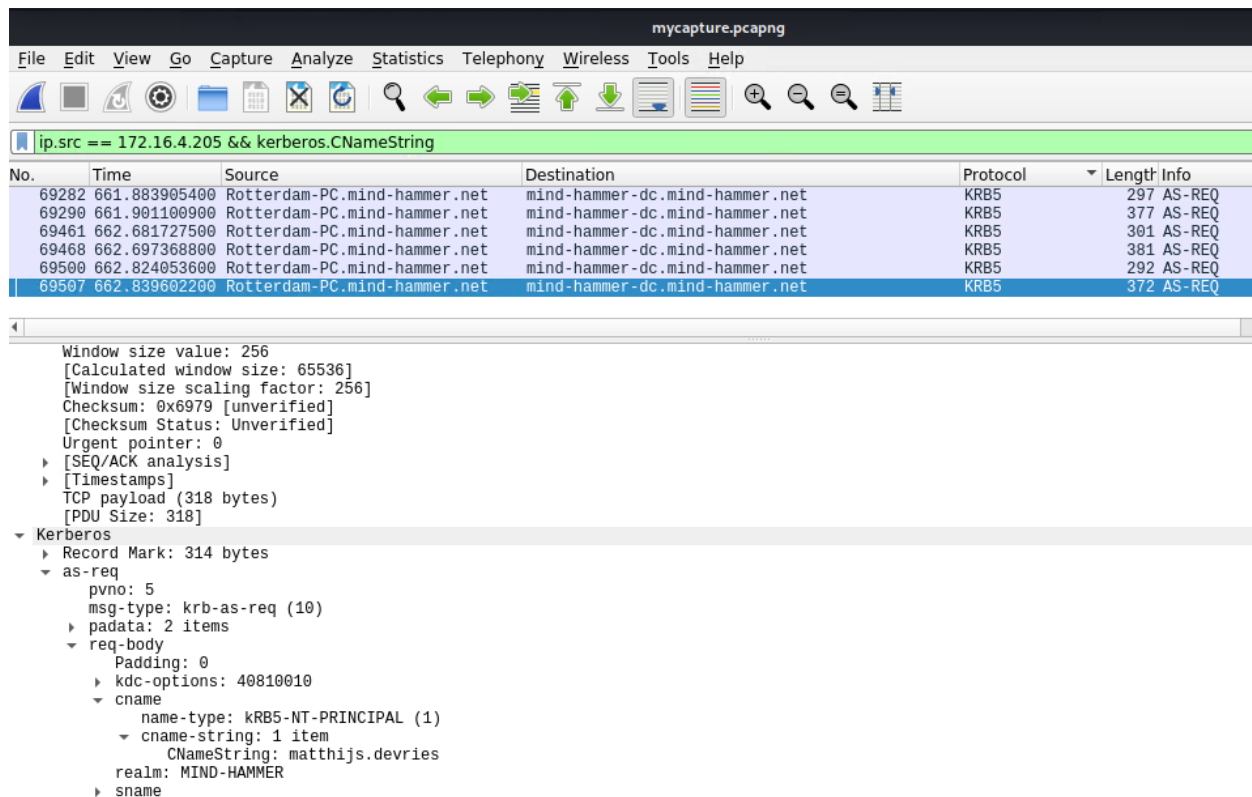 mycapture.pcapng
File Edit View Go Capture Analyze Statistics Telephony Wireless Tools Help
ip.src == 172.16.4.205 && kerberos.CNameString
No. Time Source Destination Protocol Length Info
69282 661.883905400 Rotterdam-PC.mind-hammer.net mind-hammer-dc.mind-hammer.net KRB5 297 AS-REQ
69290 661.901100900 Rotterdam-PC.mind-hammer.net mind-hammer-dc.mind-hammer.net KRB5 377 AS-REQ
69461 662.681727500 Rotterdam-PC.mind-hammer.net mind-hammer-dc.mind-hammer.net KRB5 301 AS-REQ
69468 662.697368800 Rotterdam-PC.mind-hammer.net mind-hammer-dc.mind-hammer.net KRB5 381 AS-REQ
69500 662.824053600 Rotterdam-PC.mind-hammer.net mind-hammer-dc.mind-hammer.net KRB5 292 AS-REQ
69507 662.839602200 Rotterdam-PC.mind-hammer.net mind-hammer-dc.mind-hammer.net KRB5 372 AS-REQ
Window size value: 256
[Calculated window size: 65536]
[Window size scaling factor: 256]
Checksum: 0x6979 [unverified]
[Checksum Status: Unverified]
Urgent pointer: 0
[SEQ/ACK analysis]
[Timestamps]
TCP payload (318 bytes)
[PDU Size: 318]
Kerberos
Record Mark: 314 bytes
as-req
pvno: 5
msg-type: krb-as-req (10)
padata: 2 items
req-body
Padding: 0
kdc-options: 40810010
cname
name-type: kRB5-NT-PRINCIPAL (1)
cname-string: 1 item
CNameString: matthijs.devries
realm: MIND-HAMMER
sname